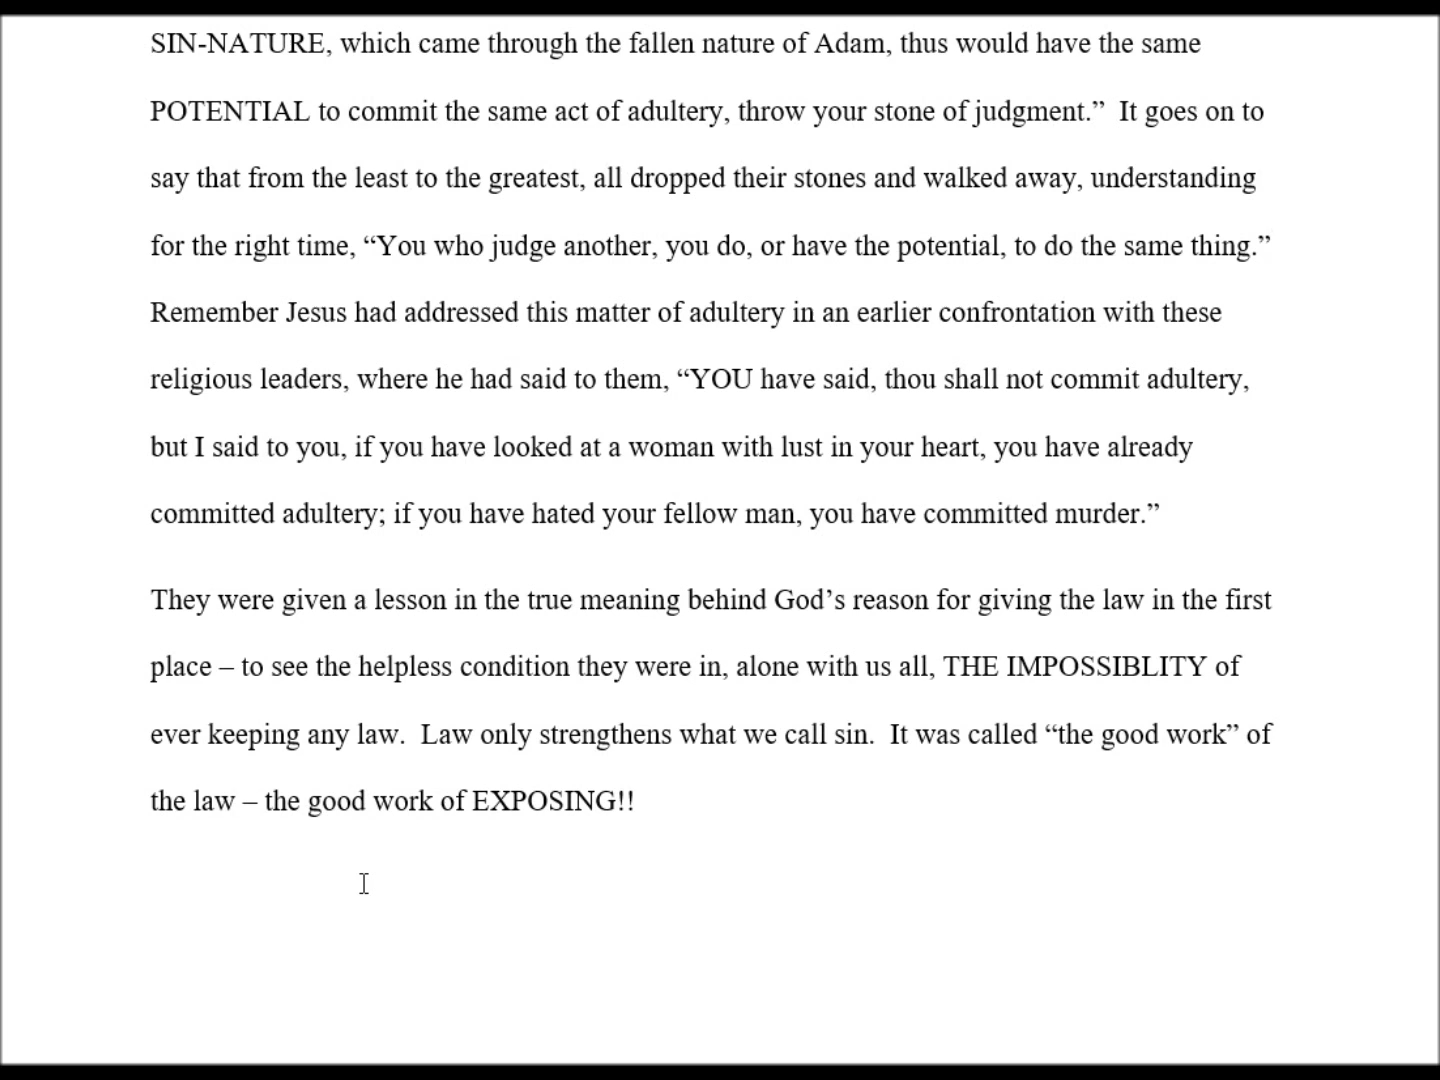 SIN-NATURE, which came through the fallen nature of Adam, thus would have the same
POTENTIAL to commit the same act of adultery, throw your stone of judgment.”  It goes on to
say that from the least to the greatest, all dropped their stones and walked away, understanding
for the right time, “You who judge another, you do, or have the potential, to do the same thing.”
Remember Jesus had addressed this matter of adultery in an earlier confrontation with these
religious leaders, where he had said to them, “YOU have said, thou shall not commit adultery,
but I said to you, if you have looked at a woman with lust in your heart, you have already
committed adultery; if you have hated your fellow man, you have committed murder.”
They were given a lesson in the true meaning behind God’s reason for giving the law in the first
place – to see the helpless condition they were in, alone with us all, THE IMPOSSIBLITY of
ever keeping any law.  Law only strengthens what we call sin.  It was called “the good work” of
the law – the good work of EXPOSING!!